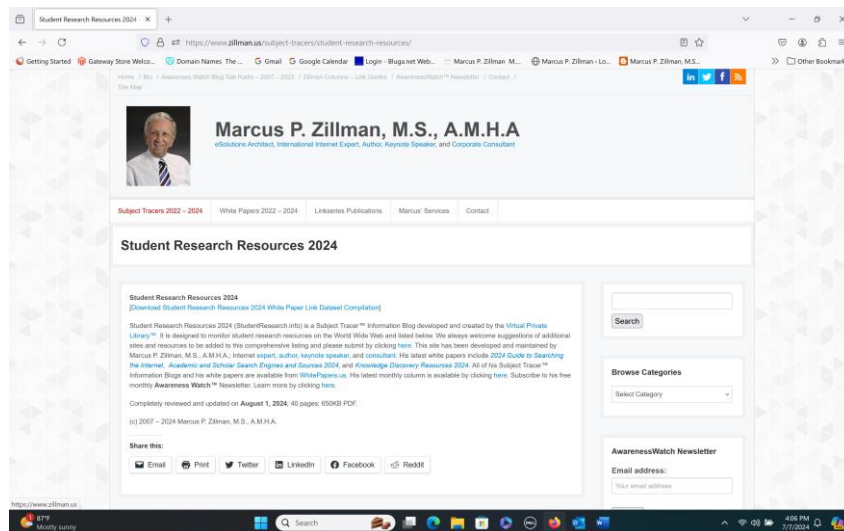 Student Research Resources 2024
https://www.zillman.us/subject-tracers/student-research-resources/
Getting Started Gateway Store Welco... Domain Names The ... Gmail Google Calendar Login - Bluga.net Web... Marcus P. Zillman M... Marcus P. Zillman › Lo... Marcus P. Zillman, M.S... Other Bookmark
Home / Bio / Awareness Watch Blog Talk Radio – 2007 – 2023 / Zillman Columns – Link Guides / AwarenessWatch™ Newsletter / Contact /
Site Map
Marcus P. Zillman, M.S., A.M.H.A
eSolutions Architect, International Internet Expert, Author, Keynote Speaker, and Corporate Consultant
Subject Tracers 2022 – 2024 White Papers 2022 – 2024 Linkseries Publications Marcus' Services Contact
Student Research Resources 2024
Student Research Resources 2024
[Download Student Research Resources 2024 White Paper Link Dataset Compilation]
Student Research Resources 2024 (StudentResearch.info) is a Subject Tracer™ Information Blog developed and created by the Virtual Private
Library™. It is designed to monitor student research resources on the World Wide Web and listed below. We always welcome suggestions of additional
sites and resources to be added to this comprehensive listing and please submit by clicking here. This site has been developed and maintained by
Marcus P. Zillman, M.S., A.M.H.A.; Internet expert, author, keynote speaker, and consultant. His latest white papers include 2024 Guide to Searching
the Internet, Academic and Scholar Search Engines and Sources 2024, and Knowledge Discovery Resources 2024. All of his Subject Tracer™
Information Blogs and his white papers are available from WhitePapers.us. His latest monthly column is available by clicking here. Subscribe to his free
monthly Awareness Watch™ Newsletter. Learn more by clicking here.
Completely reviewed and updated on August 1, 2024; 40 pages; 650KB PDF.
(c) 2007 – 2024 Marcus P. Zillman, M.S., A.M.H.A.
Share this:
Email Print Twitter LinkedIn Facebook Reddit
Search
Browse Categories
Select Category
AwarenessWatch Newsletter
Email address:
Your email address
https://www.zillman.us
87°F
Mostly sunny
Search
4:06 PM
7/7/2024